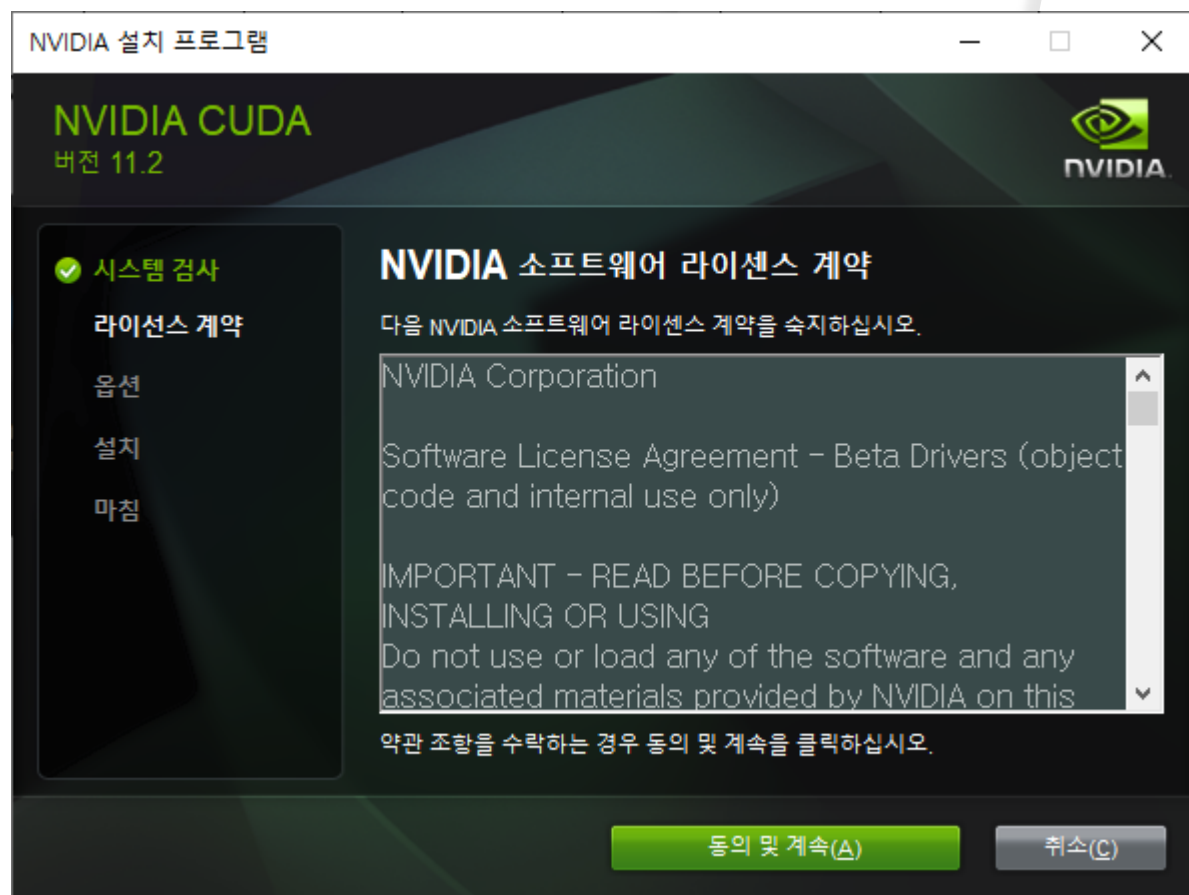 NVIDIA 설치 프로그램
NVIDIA CUDA
버전 11.2
NVIDIA.
시스템 검사
라이선스 계약
옵션
설치
마침
NVIDIA 소프트웨어 라이센스 계약
다음 NVIDIA 소프트웨어 라이센스 계약을 숙지하십시오.
NVIDIA Corporation
Software License Agreement – Beta Drivers (object
code and internal use only)
IMPORTANT – READ BEFORE COPYING,
INSTALLING OR USING
Do not use or load any of the software and any
associated materials provided by NVIDIA on this
약관 조항을 수락하는 경우 동의 및 계속을 클릭하십시오.
동의 및 계속(A)
취소(C)